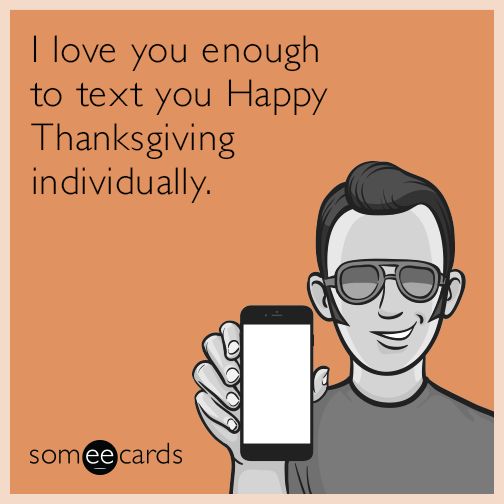 I love you enough
to text you Happy
Thanksgiving
individually.
someecards